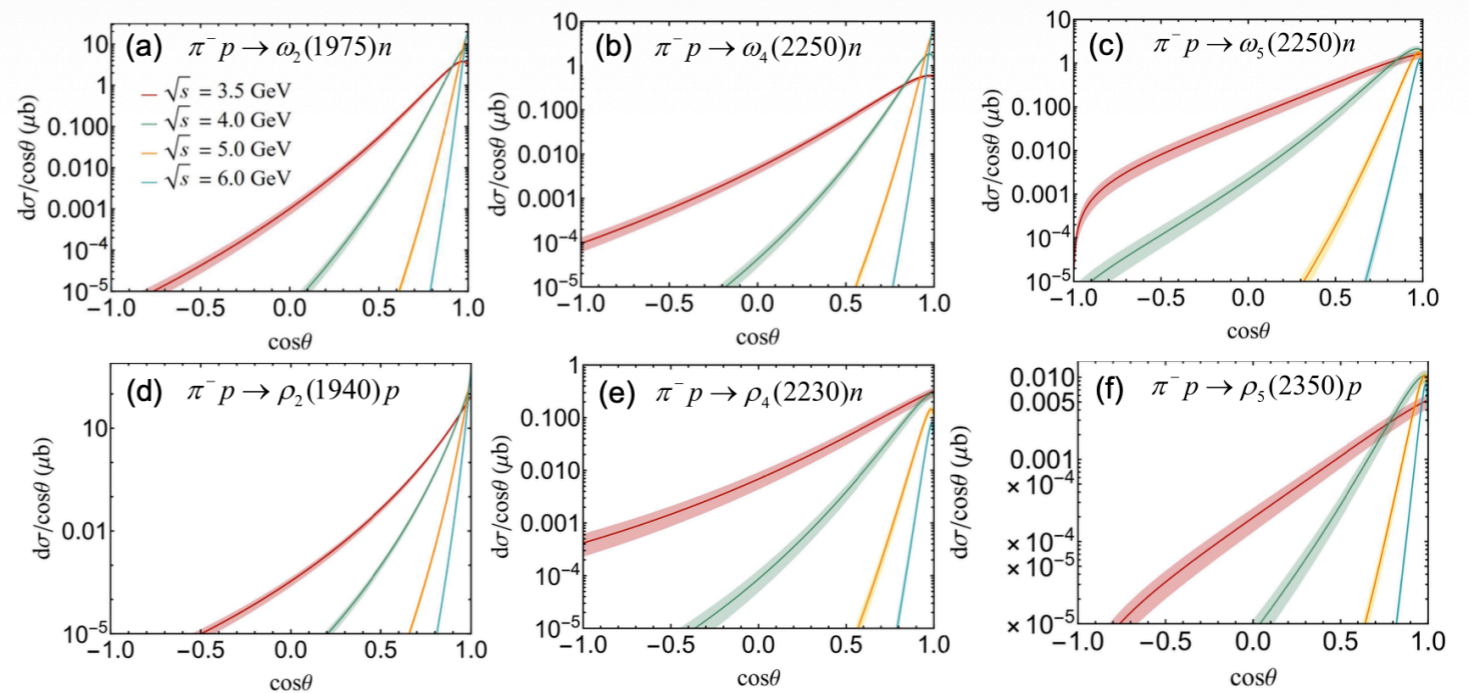 (a) π⁻ p → ω₂(1975)n
√s = 3.5 GeV
√s = 4.0 GeV
√s = 5.0 GeV
√s = 6.0 GeV
10
1
0.100
0.010
0.001
10⁻⁴
10⁻⁵
dσ/cosθ (μb)
−1.0 −0.5 0.0 0.5 1.0
cosθ
(b) π⁻ p → ω₄(2250)n
10
1
0.100
0.010
0.001
10⁻⁴
10⁻⁵
dσ/cosθ (μb)
−1.0 −0.5 0.0 0.5 1.0
cosθ
(c) π⁻ p → ω₅(2250)n
10
1
0.100
0.010
0.001
10⁻⁴
10⁻⁵
dσ/cosθ (μb)
−1.0 −0.5 0.0 0.5 1.0
cosθ
(d) π⁻ p → ρ₂(1940)p
10
0.01
10⁻⁵
dσ/cosθ (μb)
−1.0 −0.5 0.0 0.5 1.0
cosθ
(e) π⁻ p → ρ₄(2230)n
1
0.100
0.010
0.001
10⁻⁴
10⁻⁵
dσ/cosθ (μb)
−1.0 −0.5 0.0 0.5 1.0
cosθ
(f) π⁻ p → ρ₅(2350)p
0.010
0.005
0.001
×10⁻⁴
×10⁻⁴
×10⁻⁵
×10⁻⁵
dσ/cosθ (μb)
−1.0 −0.5 0.0 0.5 1.0
cosθ